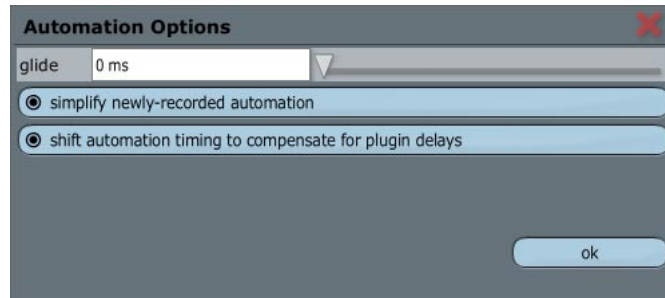 Automation Options
glide 0 ms
simplify newly-recorded automation
shift automation timing to compensate for plugin delays
ok